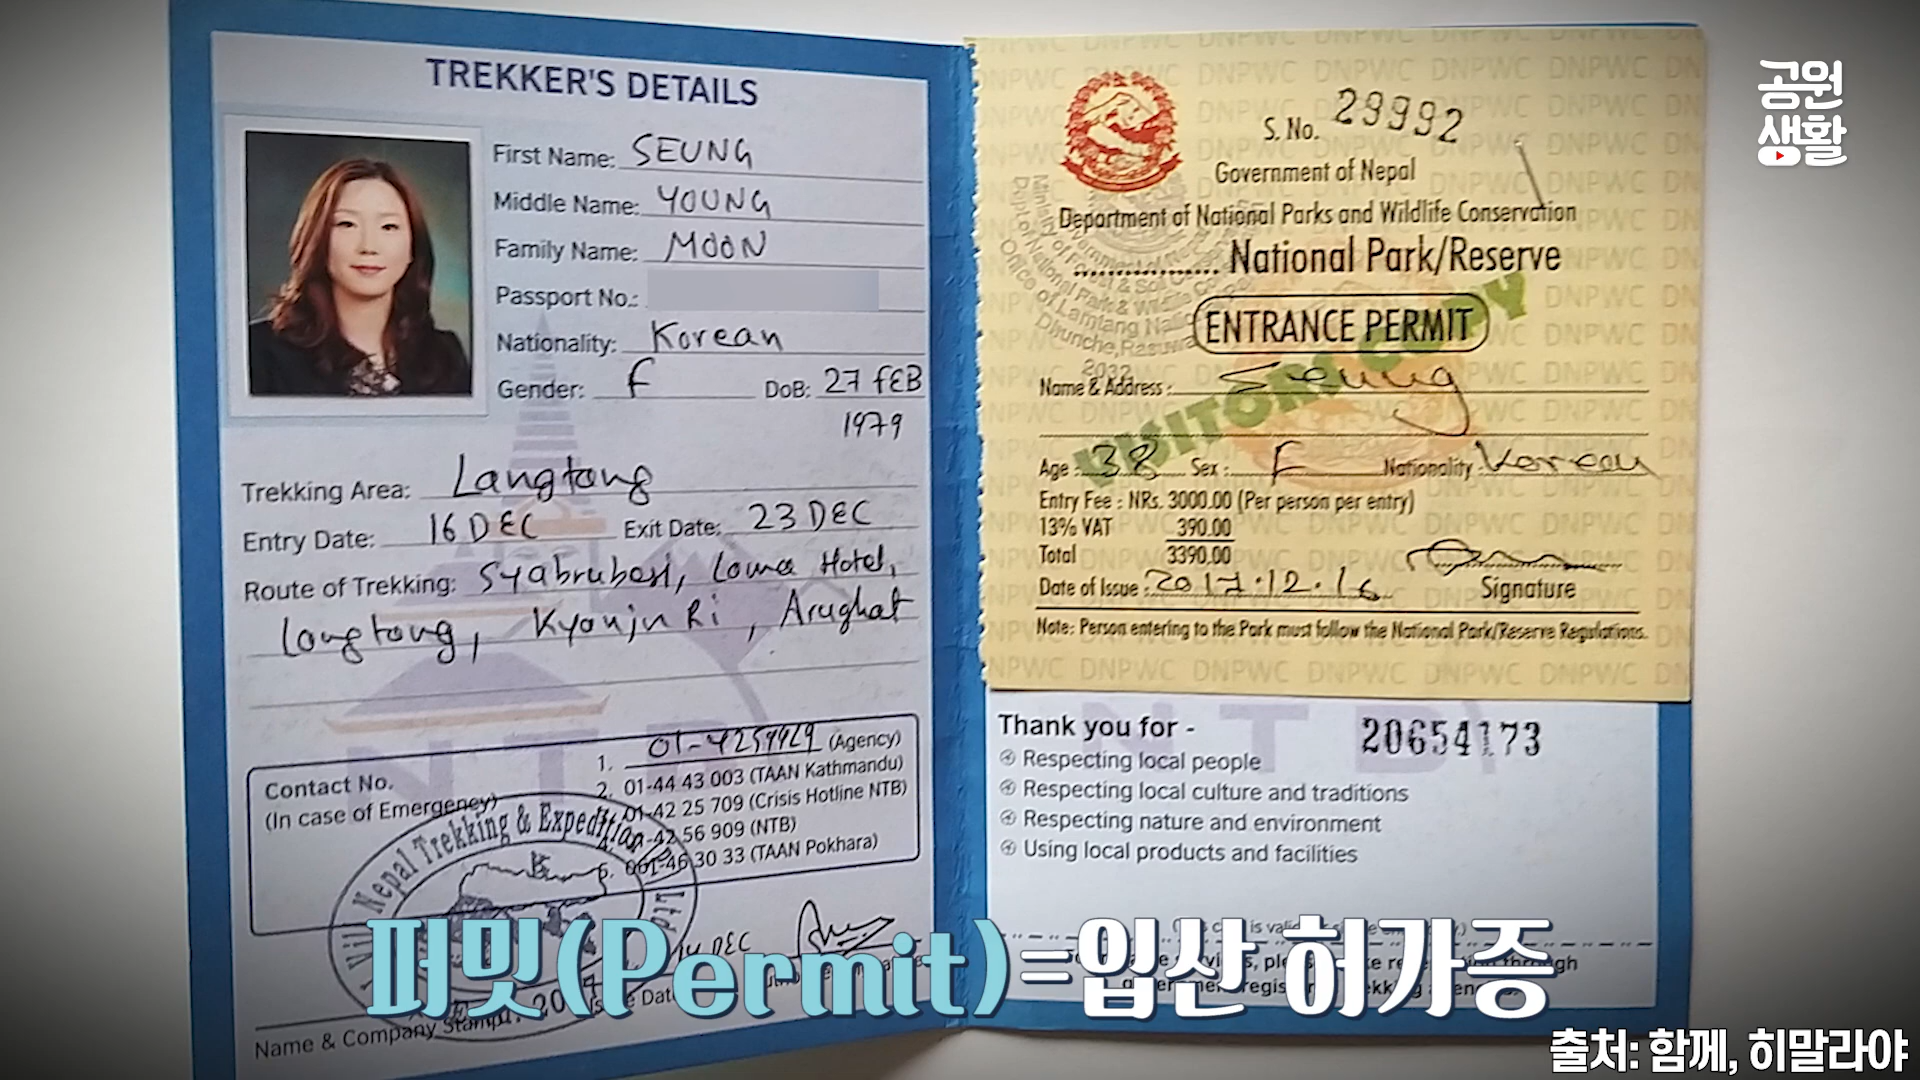 공원
생활
TREKKER'S DETAILS
First Name: SEUNG
Middle Name: YOUNG
Family Name: MOON
Passport No.:
Nationality: Korean
Gender: F DoB: 27 FEB
1979
Trekking Area: Langtang
Entry Date: 16 DEC Exit Date: 23 DEC
Route of Trekking: Syabrubesi, Lama Hotel,
Langtang, Kyanjn Ri, Arughat
Contact No.
(In case of Emergency)
1. (Agency)
2. 01-44 43 003 (TAAN Kathmandu)
01-42 25 709 (Crisis Hotline NTB)
56 909 (NTB)
30 33 (TAAN Pokhara)
Nepal Trekking & Expedition
14 DEC
Name & Company Stamp
S. No. 29992
Government of Nepal
Department of National Parks and Wildlife Conservation
National Park/Reserve
ENTRANCE PERMIT
VISITOR'S COPY
Name & Address : Seung
Age : 38 Sex : F Nationality Korean
Entry Fee : NRs. 3000.00 (Per person per entry)
13% VAT 390.00
Total 3390.00
Date of Issue : 2017.12.16 Signature
Note: Person entering to the Park must follow the National Park/Reserve Regulations.
Thank you for - 20654173
Respecting local people
Respecting local culture and traditions
Respecting nature and environment
Using local products and facilities
퍼밋(Permit)=입산 허가증
출처: 함께, 히말라야